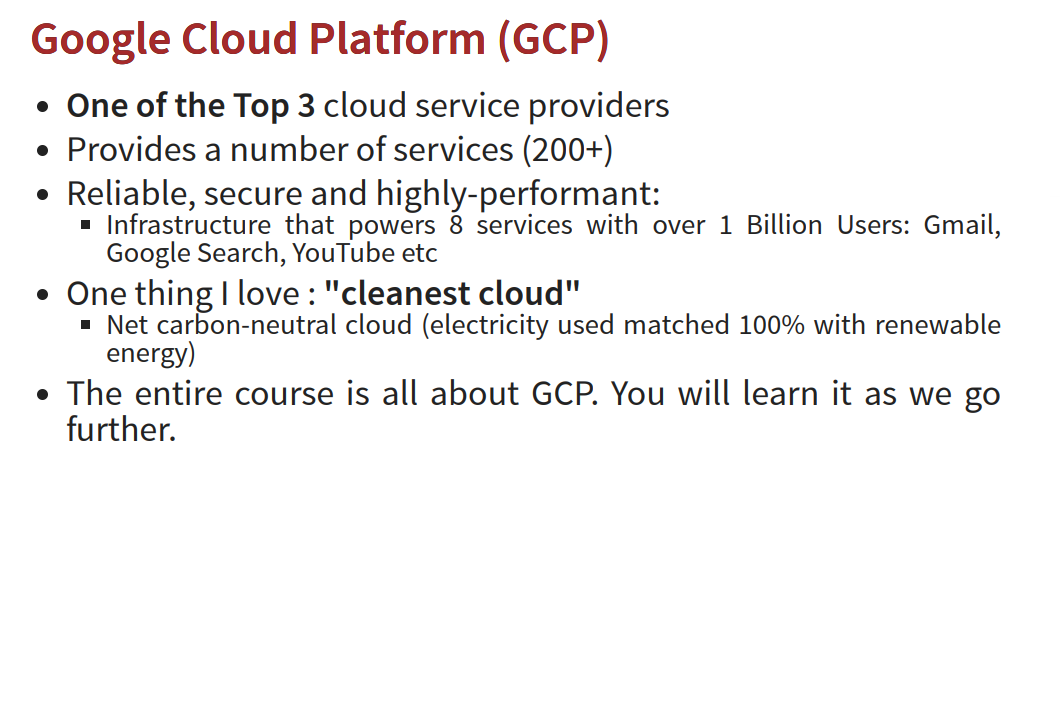 Google Cloud Platform (GCP)
• One of the Top 3 cloud service providers
• Provides a number of services (200+)
• Reliable, secure and highly-performant:
▪ Infrastructure that powers 8 services with over 1 Billion Users: Gmail,
Google Search, YouTube etc
• One thing I love : "cleanest cloud"
▪ Net carbon-neutral cloud (electricity used matched 100% with renewable
energy)
• The entire course is all about GCP. You will learn it as we go
further.